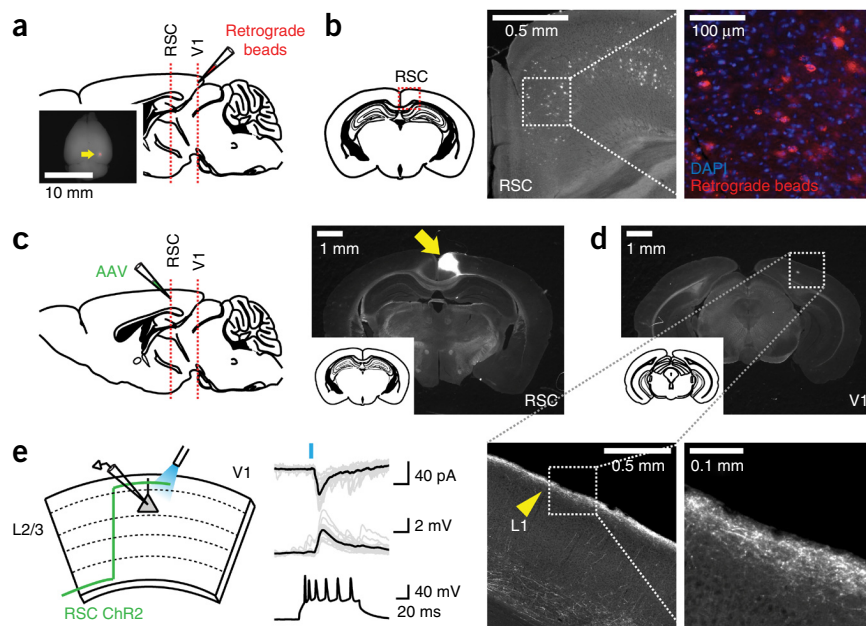 a
RSC
V1
Retrograde
beads
10 mm
b
RSC
0.5 mm
RSC
100 μm
DAPI
Retrograde beads
c
AAV
RSC
V1
1 mm
RSC
d
1 mm
V1
0.5 mm
L1
0.1 mm
e
V1
L2/3
RSC ChR2
40 pA
2 mV
40 mV
20 ms